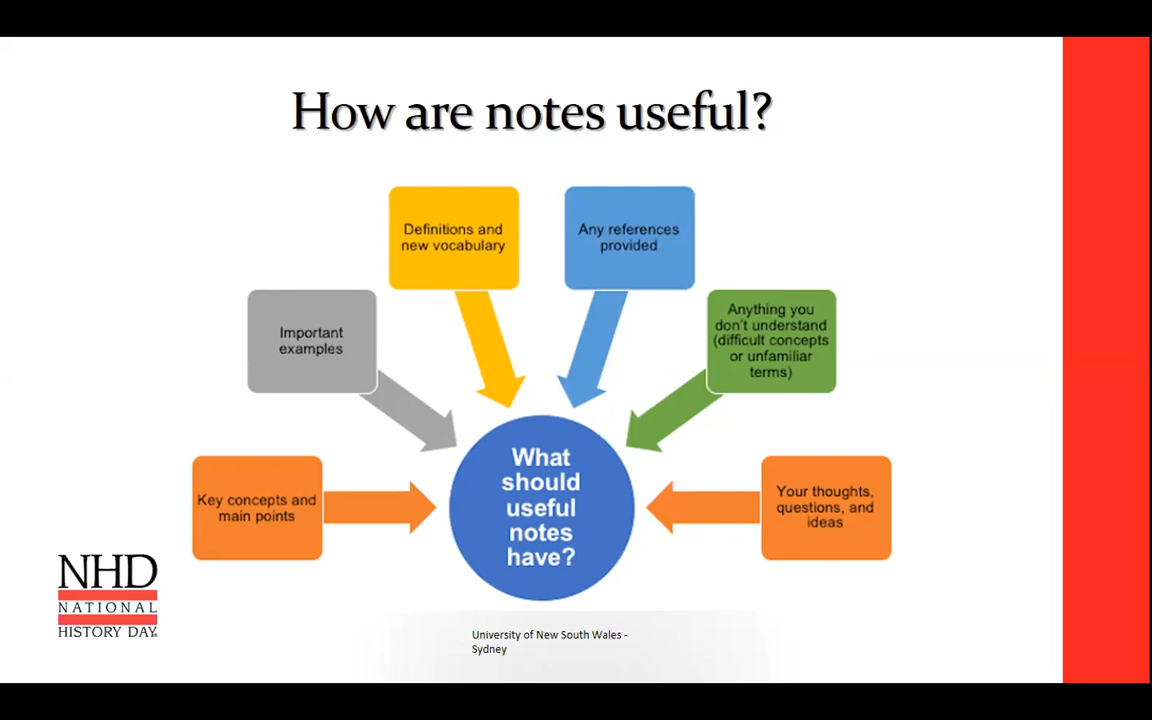 How are notes useful?
Definitions and
new vocabulary
Any references
provided
Important
examples
Anything you
don't understand
(difficult concepts
or unfamiliar
terms)
What
should
useful
notes
have?
Key concepts and
main points
Your thoughts,
questions, and
ideas
NHD
NATIONAL
HISTORY DAY
University of New South Wales -
Sydney